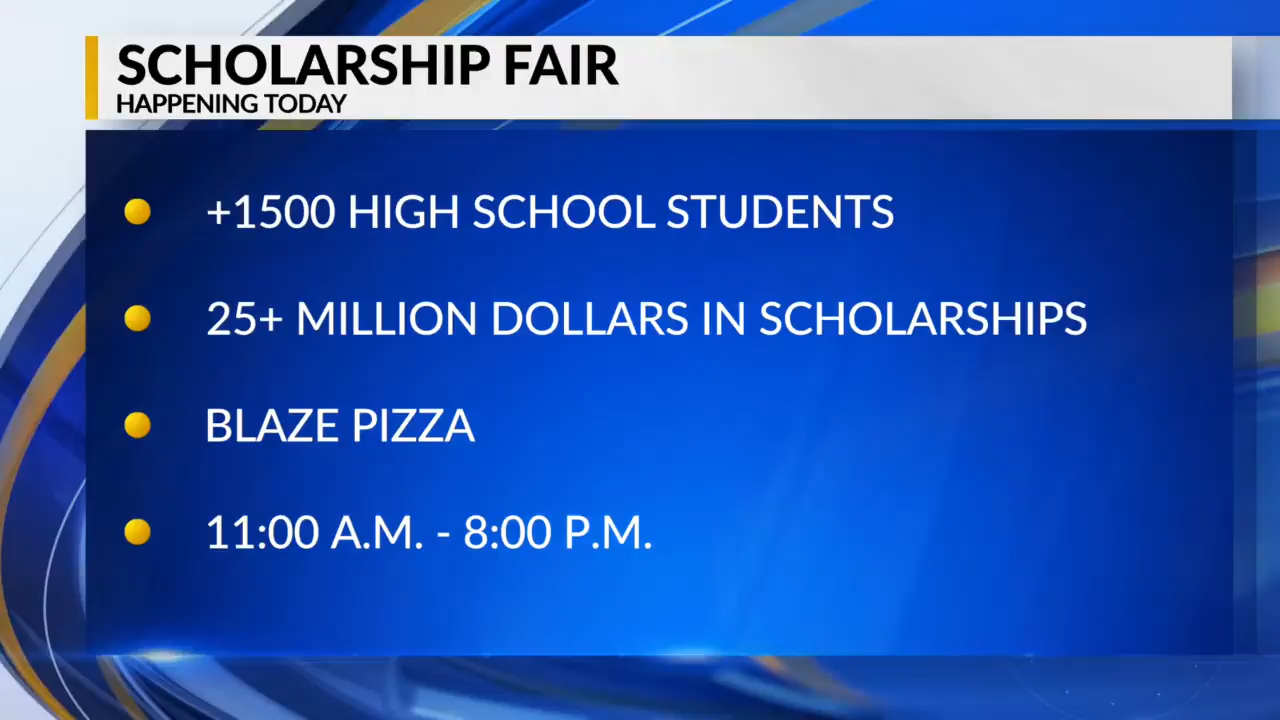 SCHOLARSHIP FAIR
HAPPENING TODAY
+1500 HIGH SCHOOL STUDENTS
25+ MILLION DOLLARS IN SCHOLARSHIPS
BLAZE PIZZA
11:00 A.M. - 8:00 P.M.